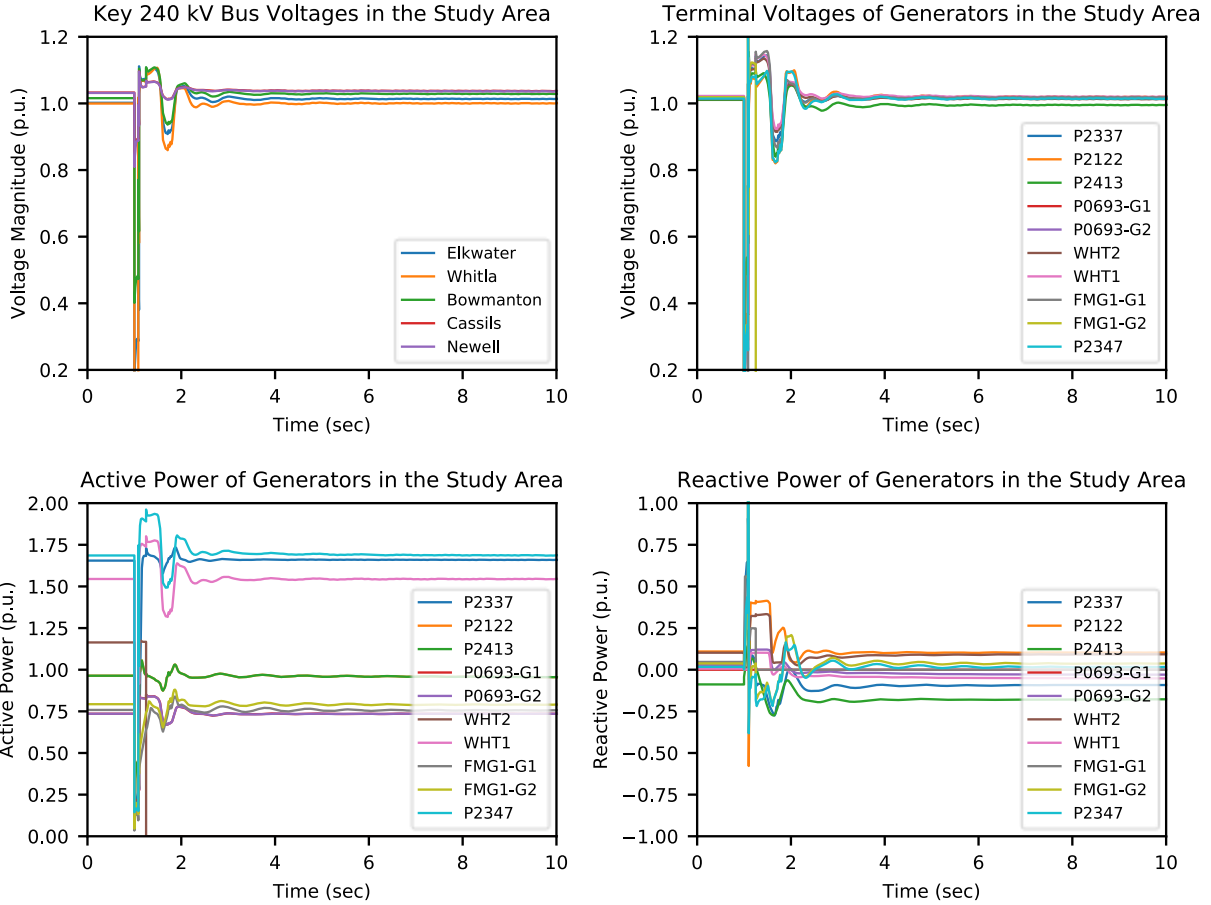 Key 240 kV Bus Voltages in the Study Area
Voltage Magnitude (p.u.)
1.2
1.0
0.8
0.6
0.4
0.2
0
2
4
6
8
10
Time (sec)
Elkwater
Whitla
Bowmanton
Cassils
Newell
Terminal Voltages of Generators in the Study Area
Voltage Magnitude (p.u.)
1.2
1.0
0.8
0.6
0.4
0.2
0
2
4
6
8
10
Time (sec)
P2337
P2122
P2413
P0693-G1
P0693-G2
WHT2
WHT1
FMG1-G1
FMG1-G2
P2347
Active Power of Generators in the Study Area
Active Power (p.u.)
2.00
1.75
1.50
1.25
1.00
0.75
0.50
0.25
0.00
0
2
4
6
8
10
Time (sec)
P2337
P2122
P2413
P0693-G1
P0693-G2
WHT2
WHT1
FMG1-G1
FMG1-G2
P2347
Reactive Power of Generators in the Study Area
Reactive Power (p.u.)
1.00
0.75
0.50
0.25
0.00
−0.25
−0.50
−0.75
−1.00
0
2
4
6
8
10
Time (sec)
P2337
P2122
P2413
P0693-G1
P0693-G2
WHT2
WHT1
FMG1-G1
FMG1-G2
P2347